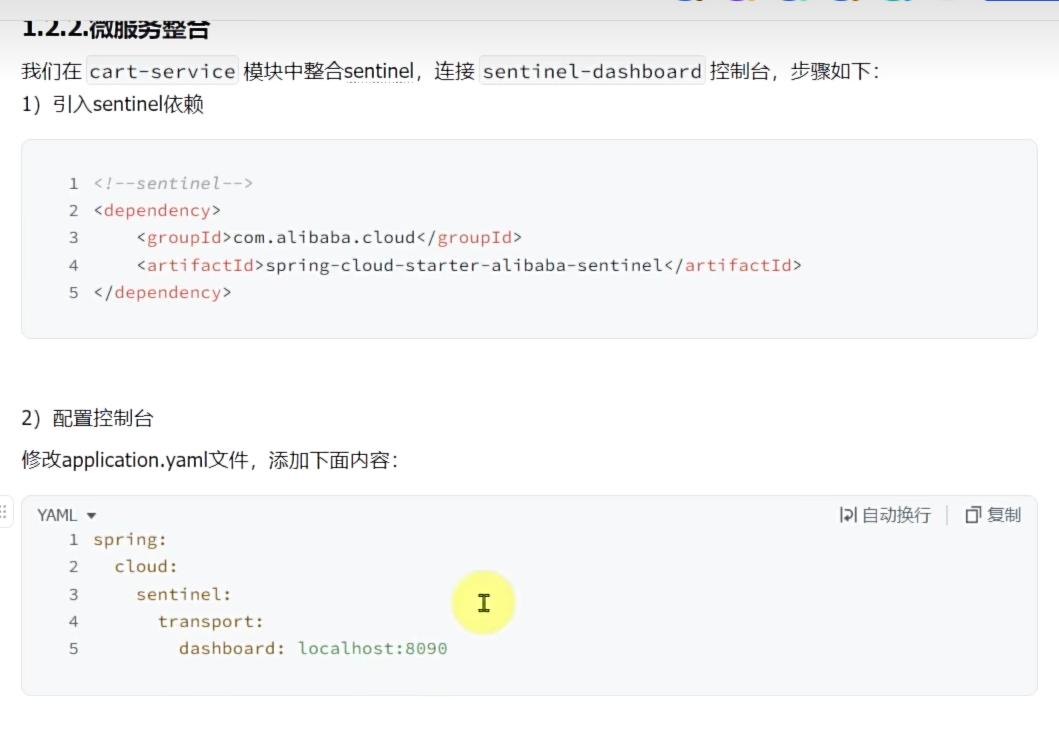 1.2.2.微服务整合
我们在 cart-service 模块中整合sentinel，连接 sentinel-dashboard 控制台，步骤如下：
1）引入sentinel依赖
1 <!--sentinel-->
2 <dependency>
3     <groupId>com.alibaba.cloud</groupId>
4     <artifactId>spring-cloud-starter-alibaba-sentinel</artifactId>
5 </dependency>
2）配置控制台
修改application.yaml文件，添加下面内容：
YAML 自动换行 复制
1 spring:
2   cloud:
3     sentinel:
4       transport:
5         dashboard: localhost:8090